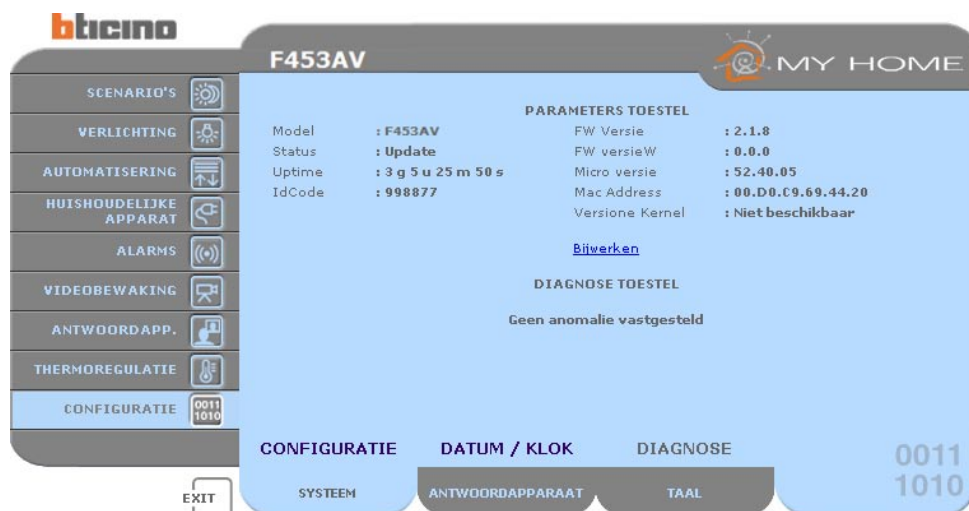 bticino
F453AV
MY HOME
SCENARIO'S
VERLICHTING
AUTOMATISERING
HUISHOUDELIJKE
APPARAT
ALARMS
VIDEOBEWAKING
ANTWOORDAPP.
THERMOREGULATIE
CONFIGURATIE
0011
1010
EXIT
PARAMETERS TOESTEL
Model : F453AV FW Versie : 2.1.8
Status : Update FW versieW : 0.0.0
Uptime : 3 g 5 u 25 m 50 s Micro versie : 52.40.05
IdCode : 998877 Mac Address : 00.D0.C9.69.44.20
Versione Kernel : Niet beschikbaar
Bijwerken
DIAGNOSE TOESTEL
Geen anomalie vastgesteld
CONFIGURATIE DATUM / KLOK DIAGNOSE
SYSTEEM ANTWOORDAPPARAAT TAAL
0011
1010